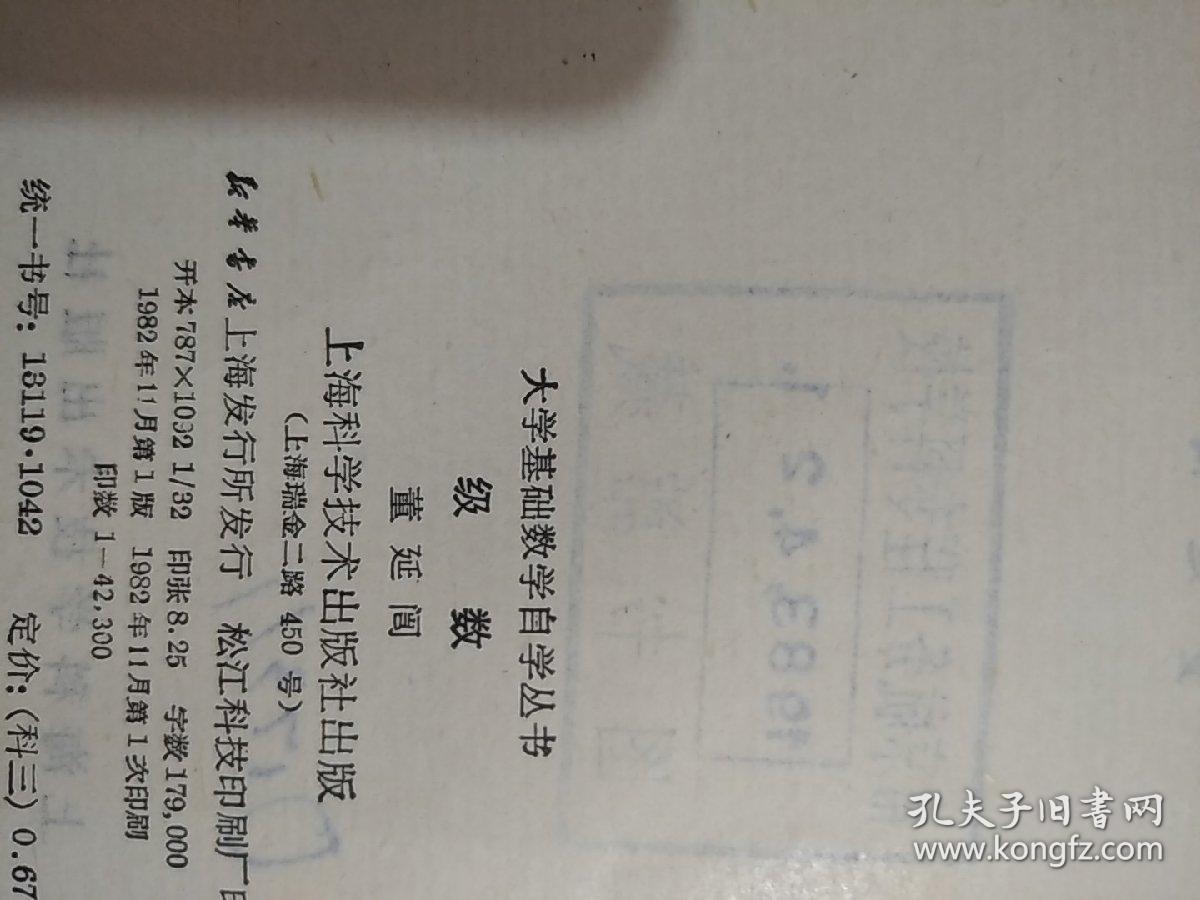 大学基础数学自学丛书
级数
董延闿
上海科学技术出版社出版
(上海瑞金二路 450 号)
新华书店上海发行所发行 松江科技印刷厂
开本 787×1092 1/32 印张 8.25 字数 179,000
1982年11月第1版 1982年11月第1次印刷
印数 1—42,300
统一书号: 13119·1042 定价: (科三) 0.67
1983.4.2 1.
孔夫子旧书网
www.kongfz.com